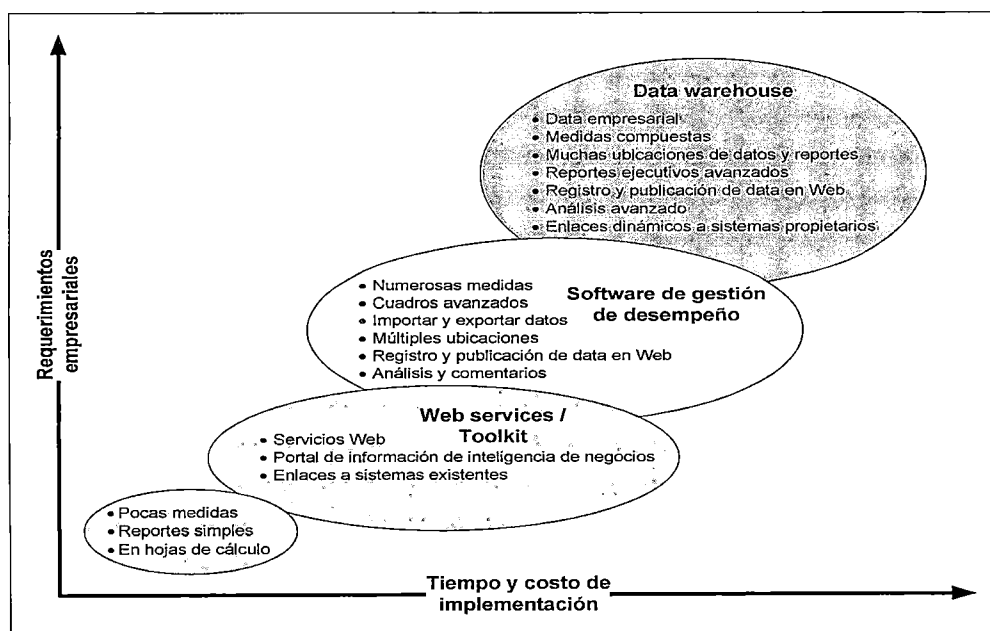 Data warehouse
• Data empresarial
• Medidas compuestas
• Muchas ubicaciones de datos y reportes
• Reportes ejecutivos avanzados
• Registro y publicación de data en Web
• Análisis avanzado
• Enlaces dinámicos a sistemas propietarios
Requerimientos
empresariales
• Numerosas medidas
• Cuadros avanzados
• Importar y exportar datos
• Múltiples ubicaciones
• Registro y publicación de data en Web
• Análisis y comentarios
Software de gestión
de desempeño
Web services /
Toolkit
• Servicios Web
• Portal de información de inteligencia de negocios
• Enlaces a sistemas existentes
• Pocas medidas
• Reportes simples
• En hojas de cálculo
Tiempo y costo de
implementación